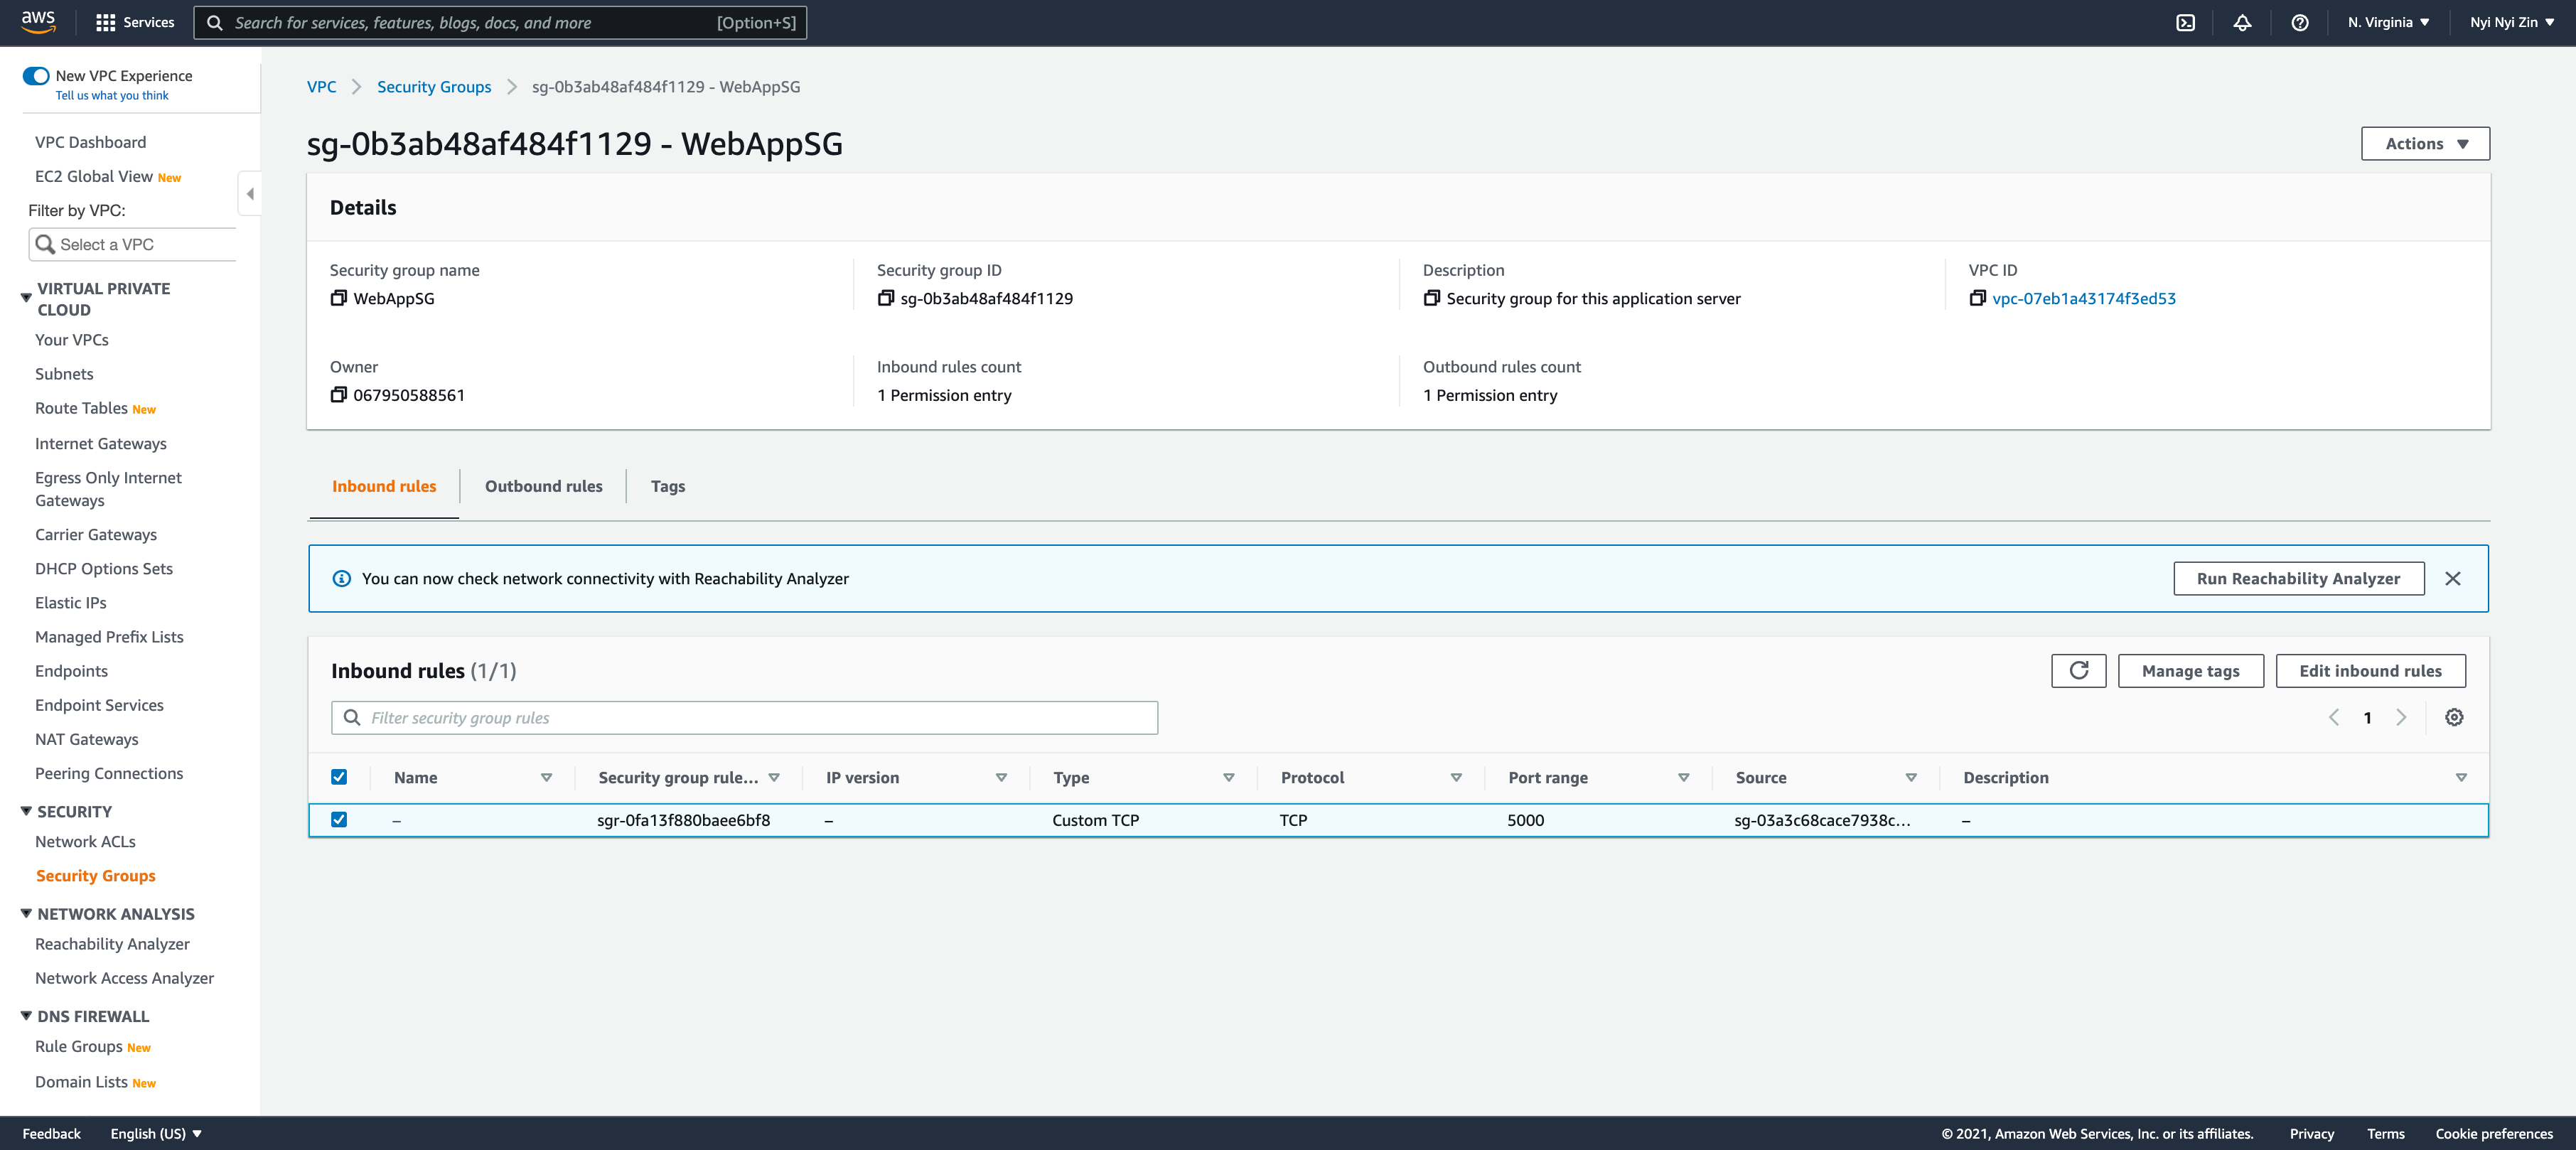 aws
Services
Search for services, features, blogs, docs, and more
[Option+S]
N. Virginia
Nyi Nyi Zin
New VPC Experience
Tell us what you think
VPC Dashboard
EC2 Global View New
Filter by VPC:
Select a VPC
VIRTUAL PRIVATE
CLOUD
Your VPCs
Subnets
Route Tables New
Internet Gateways
Egress Only Internet
Gateways
Carrier Gateways
DHCP Options Sets
Elastic IPs
Managed Prefix Lists
Endpoints
Endpoint Services
NAT Gateways
Peering Connections
SECURITY
Network ACLs
Security Groups
NETWORK ANALYSIS
Reachability Analyzer
Network Access Analyzer
DNS FIREWALL
Rule Groups New
Domain Lists New
VPC > Security Groups > sg-0b3ab48af484f1129 - WebAppSG
sg-0b3ab48af484f1129 - WebAppSG
Actions
Details
Security group name
WebAppSG
Security group ID
sg-0b3ab48af484f1129
Description
Security group for this application server
VPC ID
vpc-07eb1a43174f3ed53
Owner
067950588561
Inbound rules count
1 Permission entry
Outbound rules count
1 Permission entry
Inbound rules
Outbound rules
Tags
You can now check network connectivity with Reachability Analyzer
Run Reachability Analyzer
Inbound rules (1/1)
Manage tags
Edit inbound rules
Filter security group rules
1
Name Security group rule... IP version Type Protocol Port range Source Description
– sgr-0fa13f880baee6bf8 – Custom TCP TCP 5000 sg-03a3c68cace7938c... –
Feedback
English (US)
© 2021, Amazon Web Services, Inc. or its affiliates.
Privacy
Terms
Cookie preferences